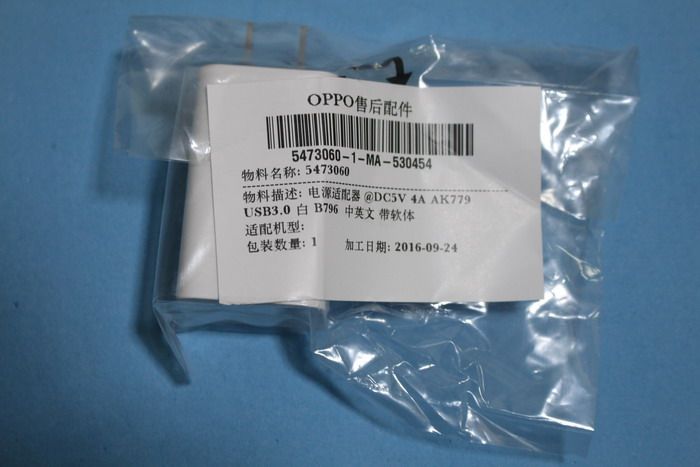 OPPO售后配件
5473060-1-MA-530454
物料名称: 5473060
物料描述: 电源适配器 @DC5V 4A AK779
USB3.0 白 B796 中英文 带软体
适配机型:
包装数量: 1 加工日期: 2016-09-24